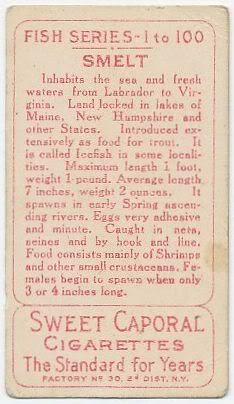 FISH SERIES-1 to 100
SMELT
Inhabits the sea and fresh
waters from Labrador to Vir-
ginia. Land locked in lakes of
Maine, New Hampshire and
other States. Introduced ex-
tensively as food for trout. It
is called Icefish in some locali-
ties. Maximum length 1 foot,
weight 1 pound. Average length
7 inches, weight 2 ounces. It
spawns in early Spring ascen-
ding rivers. Eggs very adhesive
and minute. Caught in nets,
seines and by hook and line.
Food consists mainly of Shrimps
and other small crustaceans. Fe-
males begin to spawn when only
3 or 4 inches long.
SWEET CAPORAL
CIGARETTES
The Standard for Years
FACTORY No 30, 2d DIST. N.Y.